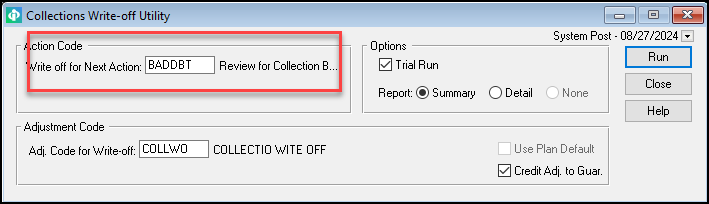 Collections Write-off Utility
System Post - 08/27/2024
Action Code
Write off for Next Action: BADDBT Review for Collection B...
Options
Trial Run
Report: Summary Detail None
Run
Close
Help
Adjustment Code
Adj. Code for Write-off: COLLWO COLLECTIO WITE OFF
Use Plan Default
Credit Adj. to Guar.